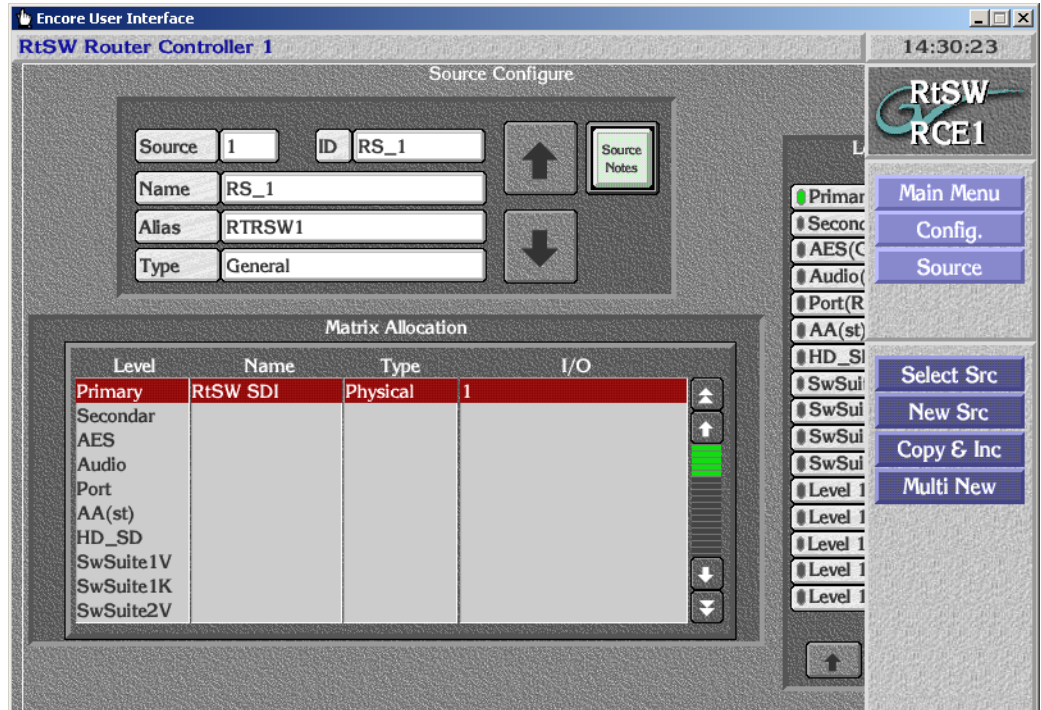 Encore User Interface
RtSW Router Controller 1
14:30:23
Source Configure
RtSW
RCE1
Source 1 ID RS_1
Source
Notes
Name RS_1
Alias RTRSW1
Type General
Main Menu
Config.
Source
Primar
Second
AES(C
Audio(
Port(R
AA(st)
HD_S
SwSui
SwSui
SwSui
SwSui
Level 1
Level 1
Level 1
Level 1
Level 1
Matrix Allocation
Level Name Type I/O
Primary RtSW SDI Physical 1
Secondar
AES
Audio
Port
AA(st)
HD_SD
SwSuite1V
SwSuite1K
SwSuite2V
Select Src
New Src
Copy & Inc
Multi New